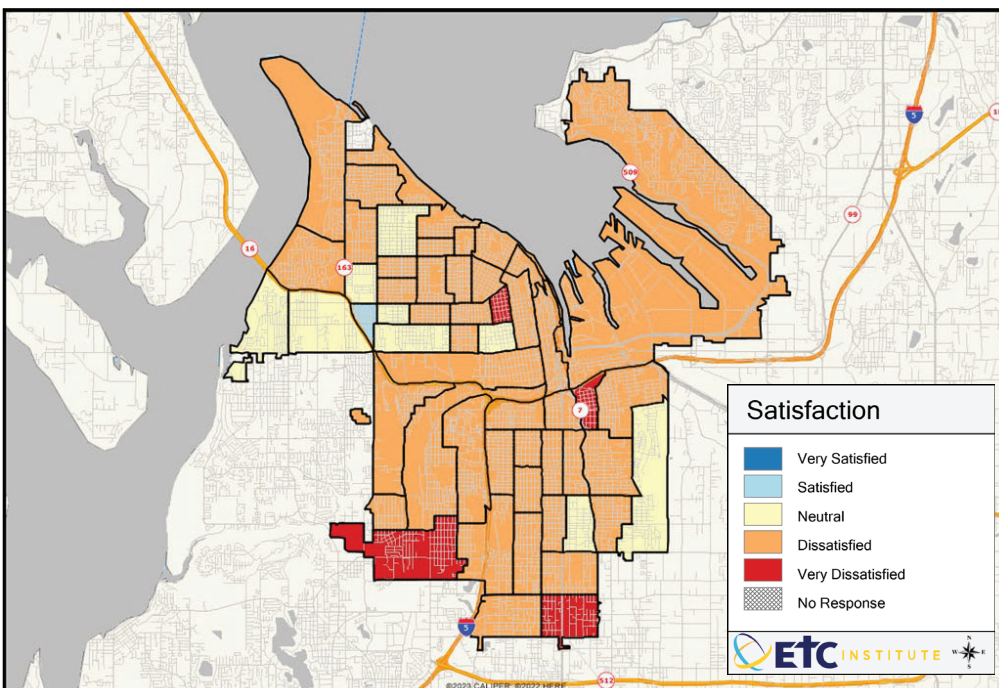 5
16
509
99
163
16
7
Satisfaction
Very Satisfied
Satisfied
Neutral
Dissatisfied
Very Dissatisfied
No Response
5
ETC INSTITUTE
N
W E
S
512
©2023 CALIPER; ©2022 HERE